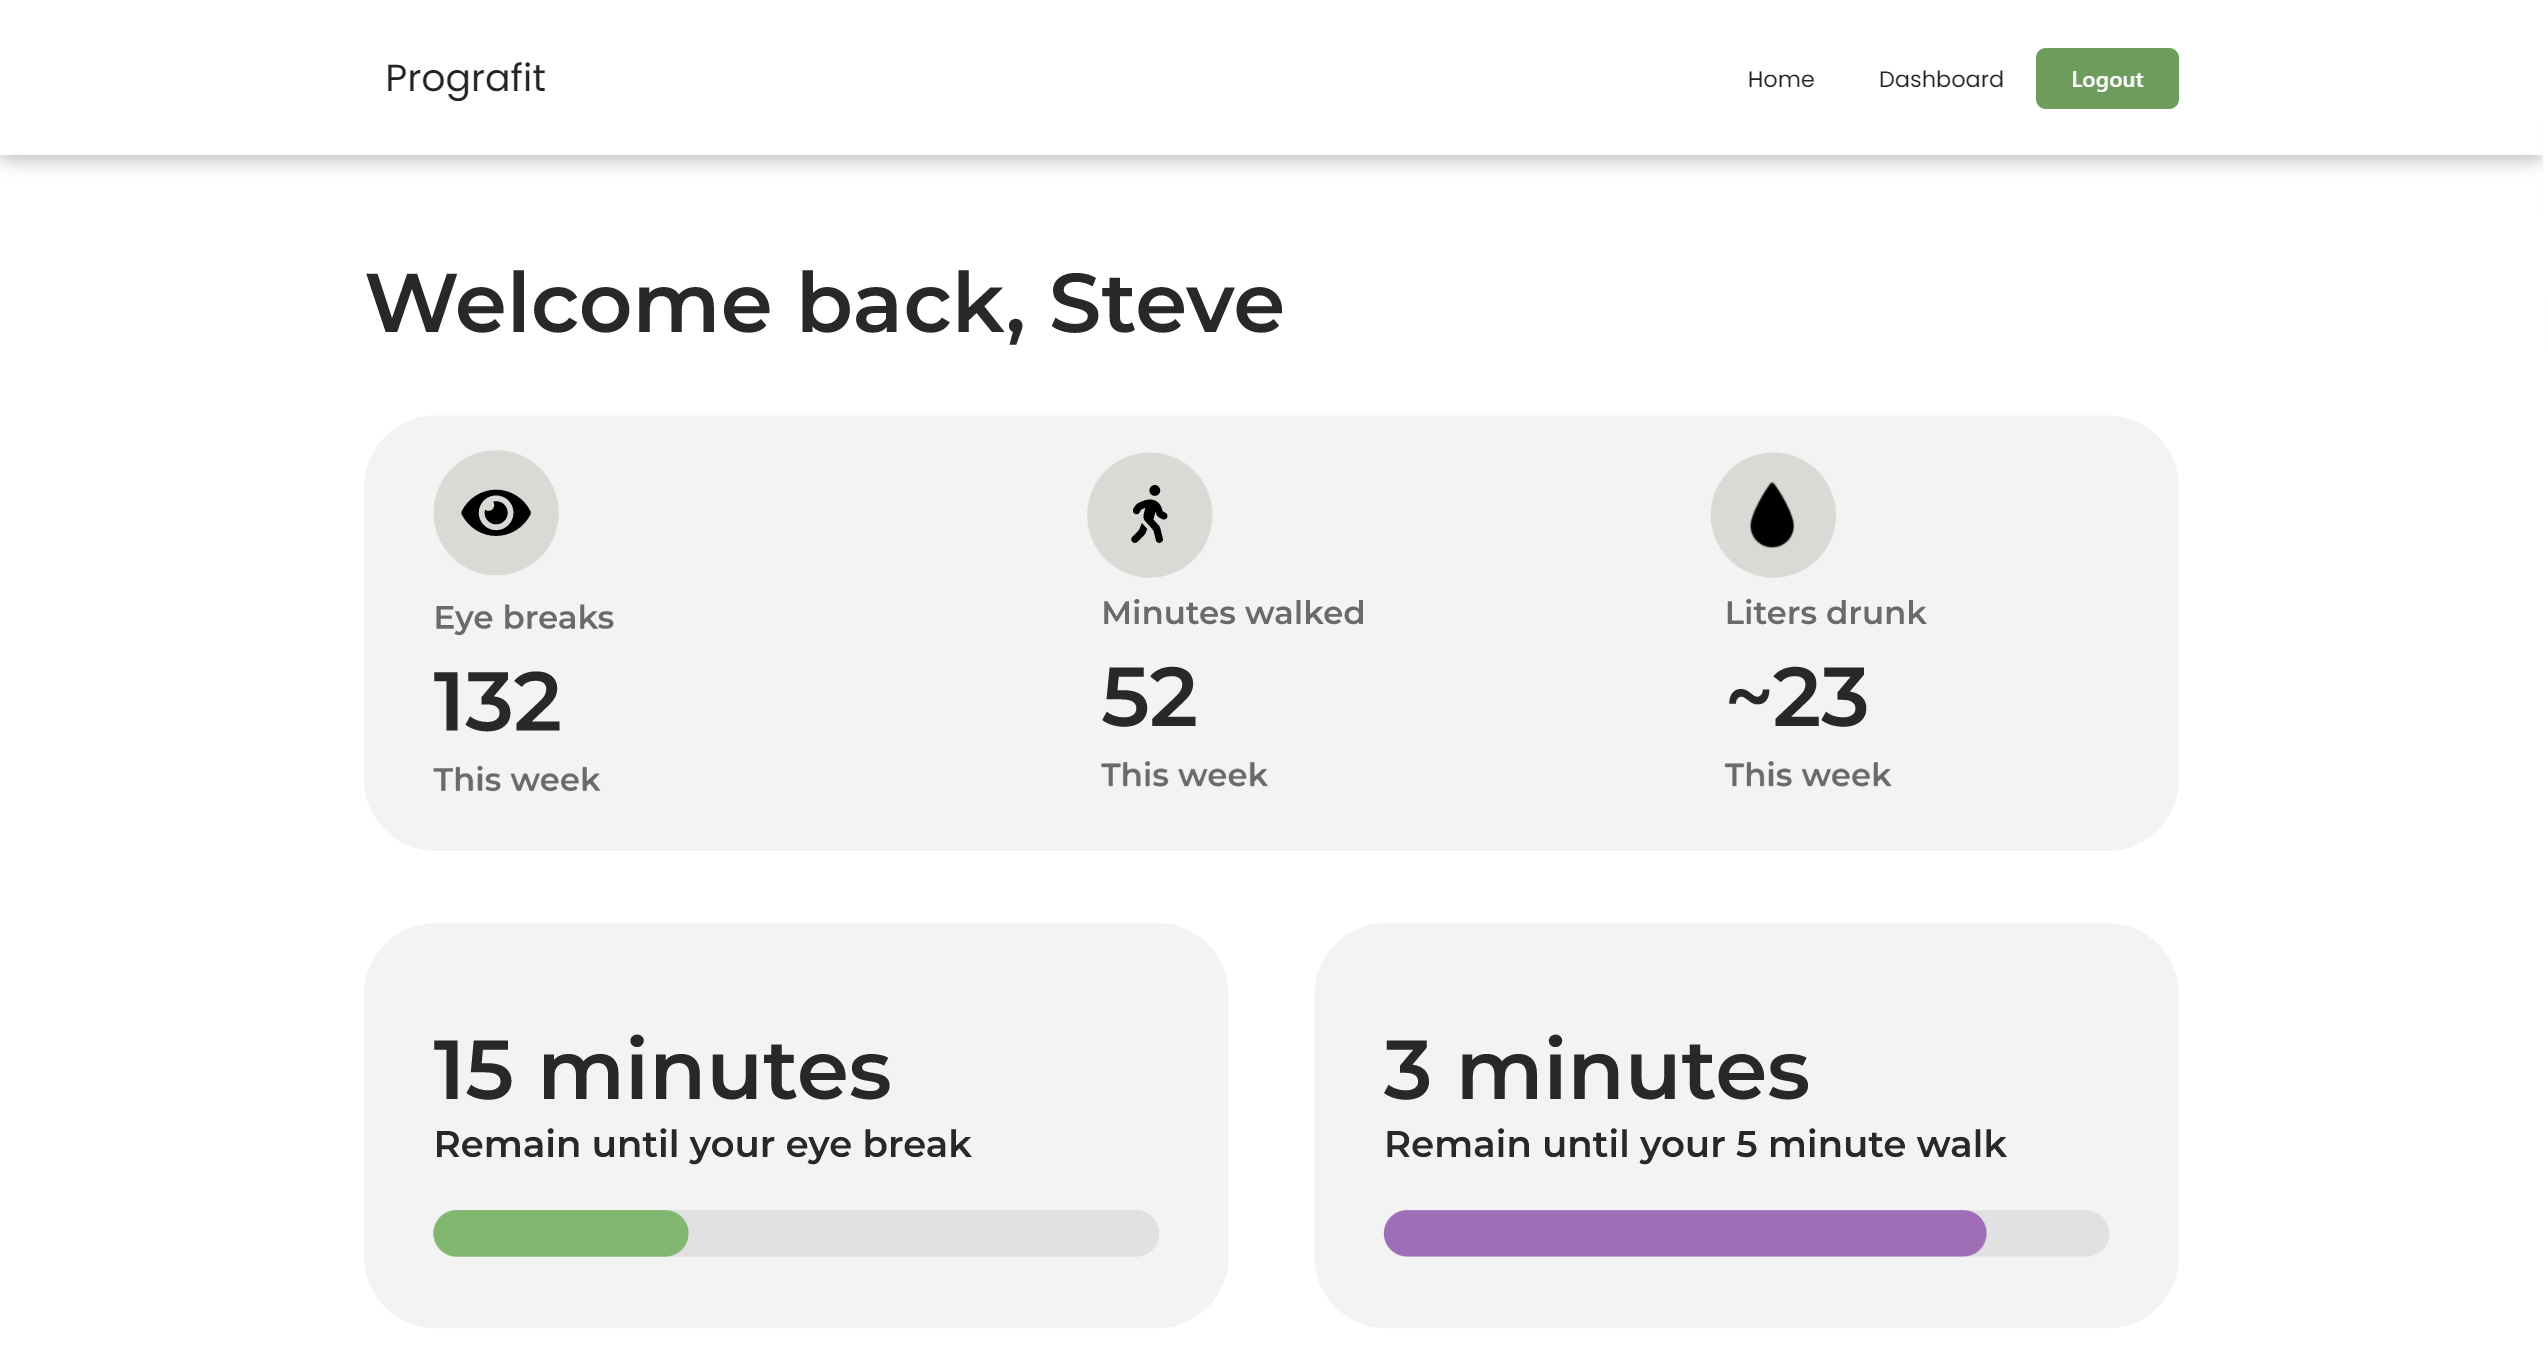 Prografit
Home Dashboard Logout
Welcome back, Steve
Eye breaks
132
This week
Minutes walked
52
This week
Liters drunk
~23
This week
15 minutes
Remain until your eye break
3 minutes
Remain until your 5 minute walk